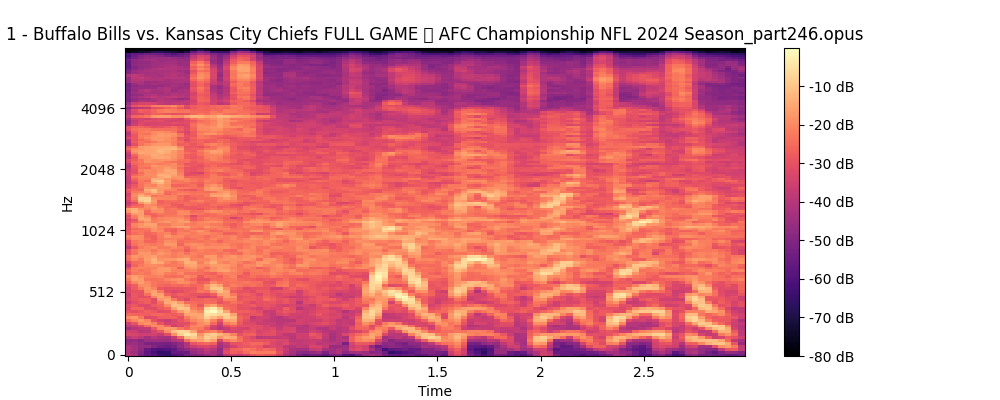 1 - Buffalo Bills vs. Kansas City Chiefs FULL GAME ▯ AFC Championship NFL 2024 Season_part246.opus
Hz
4096
2048
1024
512
0
0
0.5
1
1.5
2
2.5
Time
-10 dB
-20 dB
-30 dB
-40 dB
-50 dB
-60 dB
-70 dB
-80 dB